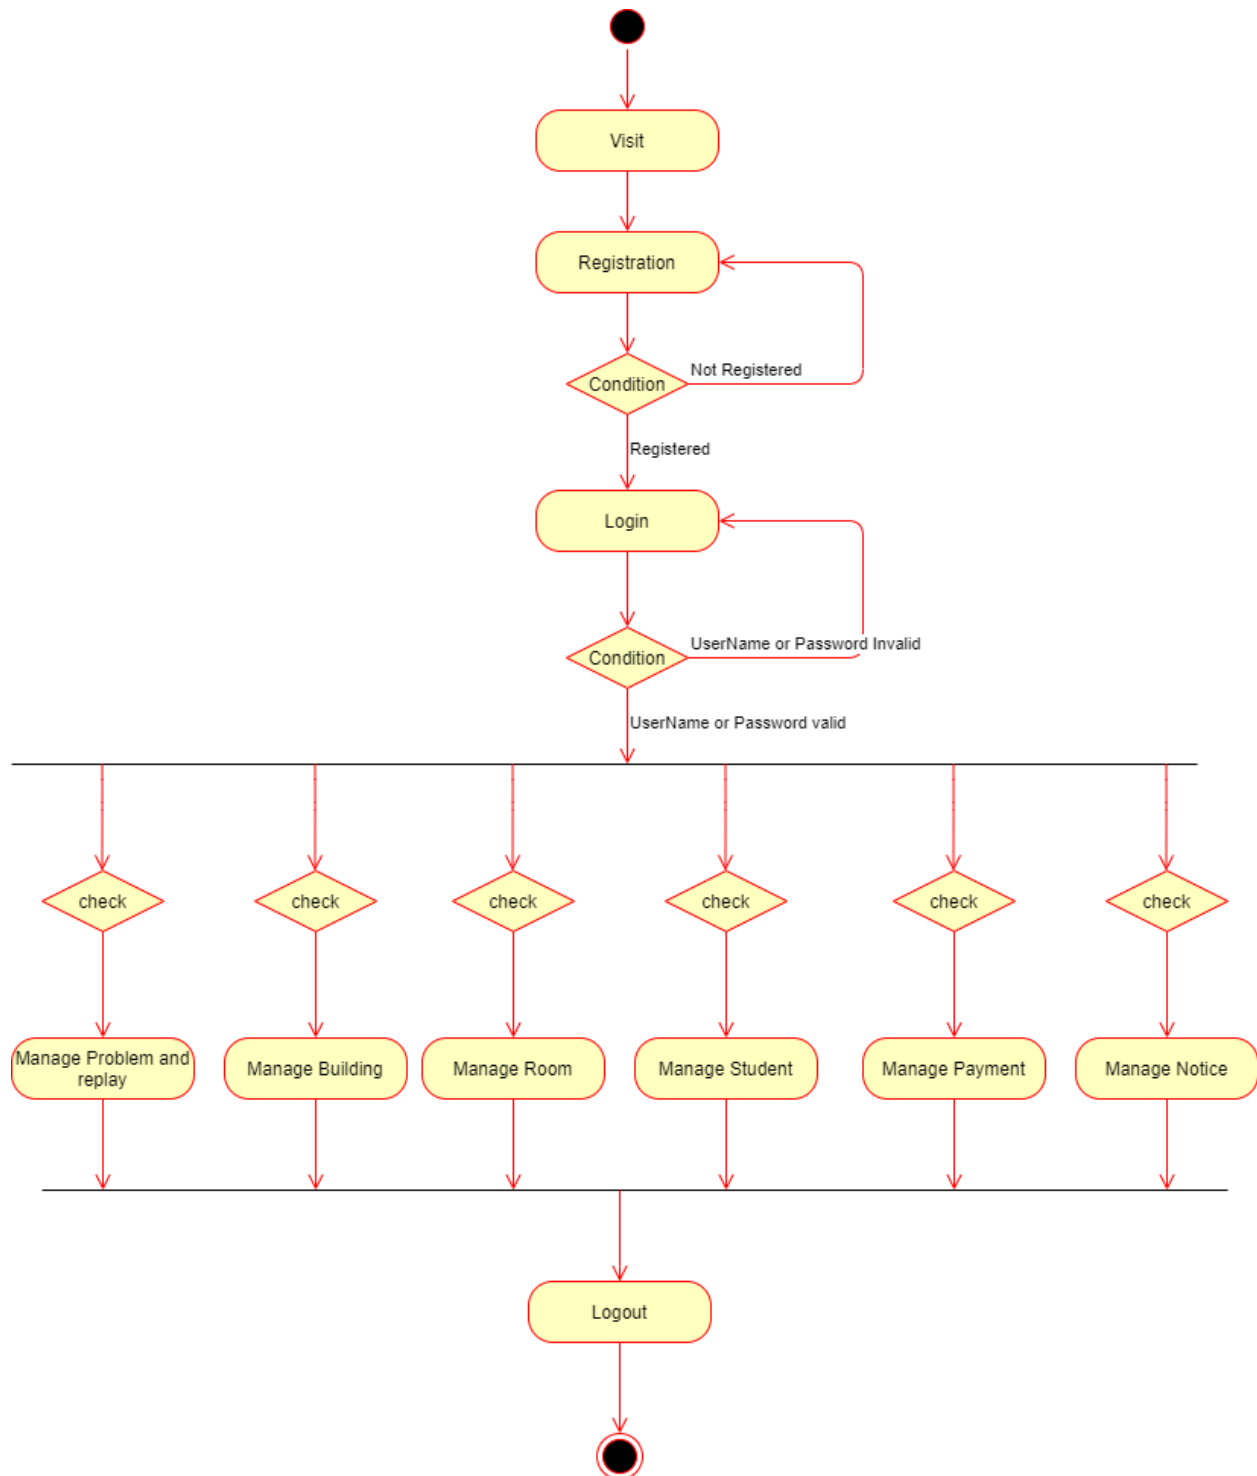 Visit
Registration
Condition
Not Registered
Registered
Login
Condition
UserName or Password Invalid
UserName or Password valid
check
check
check
check
check
check
Manage Problem and
replay
Manage Building
Manage Room
Manage Student
Manage Payment
Manage Notice
Logout